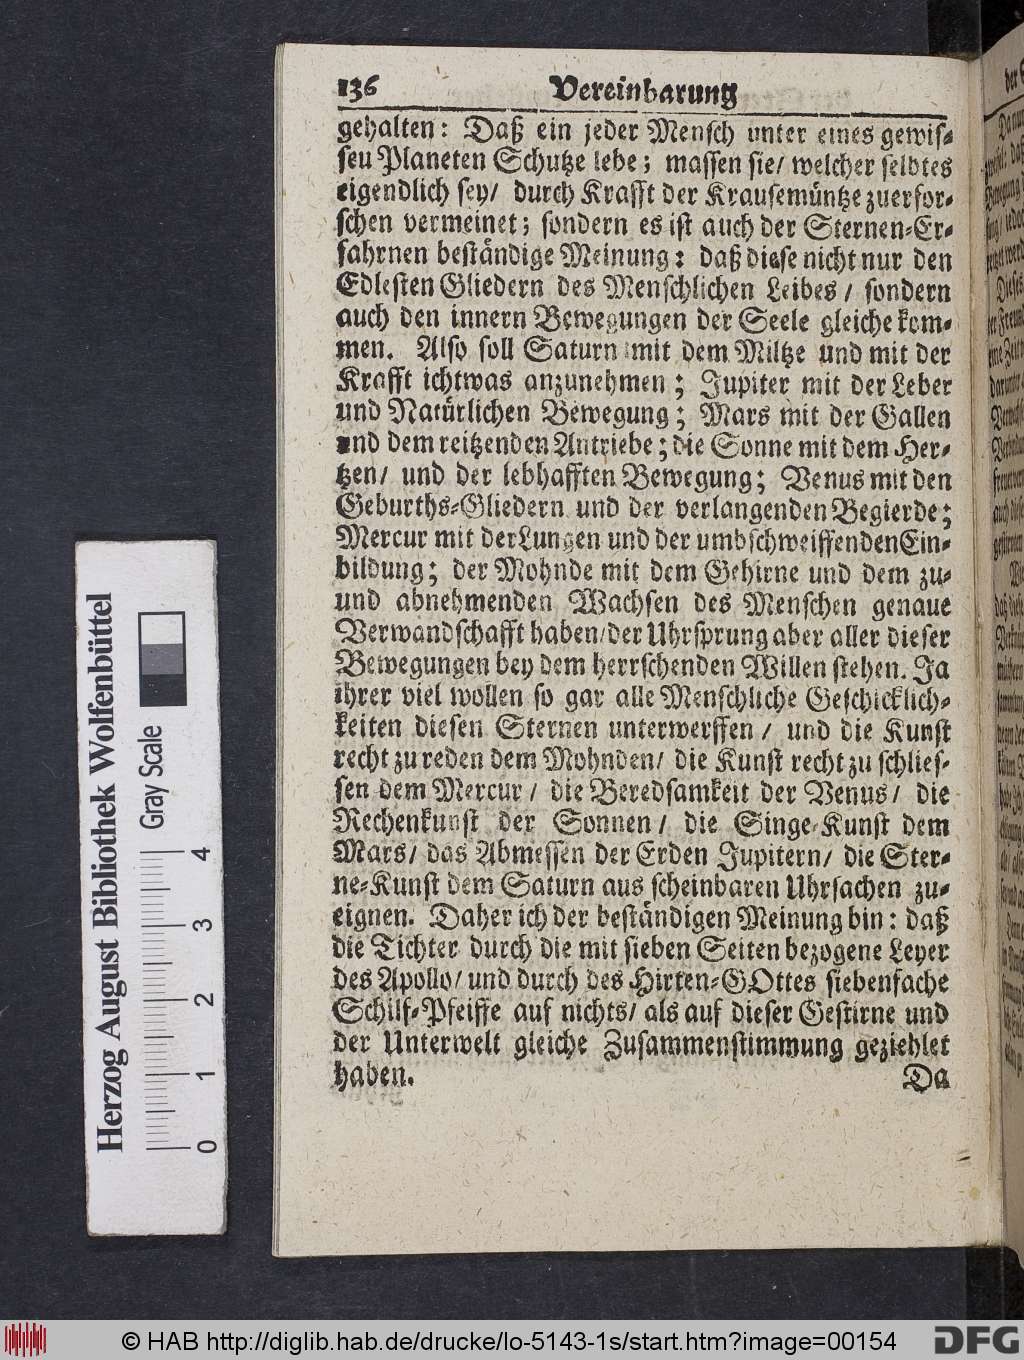 136 Vereinbarung
gehalten: Daß ein jeder Mensch unter eines gewis-
seu Planeten Schutze lebe; massen sie/ welcher selbtes
eigendlich sey/ durch Krafft der Krausemüntze zuerfor-
schen vermeinet; sondern es ist auch der Sternen-Er-
fahrnen beständige Meinung: daß diese nicht nur den
Edlesten Gliedern des Menschlichen Leibes/ sondern
auch den innern Bewegungen der Seele gleiche kom-
men. Also soll Saturn mit dem Miltze und mit der
Krafft ichtwas anzunehmen; Jupiter mit der Leber
und Natürlichen Bewegung; Mars mit der Gallen
und dem reitzenden Antriebe; die Sonne mit dem Her-
tzen/ und der lebhafften Bewegung; Venus mit den
Geburths-Gliedern und der verlangenden Begierde;
Mercur mit der Lungen und der umbschweiffenden Ein-
bildung; der Mohnde mit dem Gehirne und dem zu-
und abnehmenden Wachsen des Menschen genaue
Verwandschafft haben/ der Uhrsprung aber aller dieser
Bewegungen bey dem herrschenden Willen stehen. Ja
ihrer viel wollen so gar alle Menschliche Geschicklich-
keiten diesen Sternen unterwerffen/ und die Kunst
recht zu reden dem Mohnden/ die Kunst recht zu schlies-
sen dem Mercur/ die Beredsamkeit der Venus/ die
Rechenkunst der Sonnen/ die Singe-Kunst dem
Mars/ das Abmessen der Erden Jupitern/ die Ster-
ne-Kunst dem Saturn aus scheinbaren Uhrsachen zu-
eignen. Daher ich der beständigen Meinung bin: daß
die Tichter durch die mit sieben Seiten bezogene Leyer
des Apollo/ und durch des Hirten-GOttes siebenfache
Schilf-Pfeiffe auf nichts/ als auf dieser Gestirne und
der Unterwelt gleiche Zusammenstimmung geziehlet
haben. Da
Herzog August Bibliothek Wolfenbüttel
Gray Scale
0 1 2 3 4
© HAB http://diglib.hab.de/drucke/lo-5143-1s/start.htm?image=00154
DFG